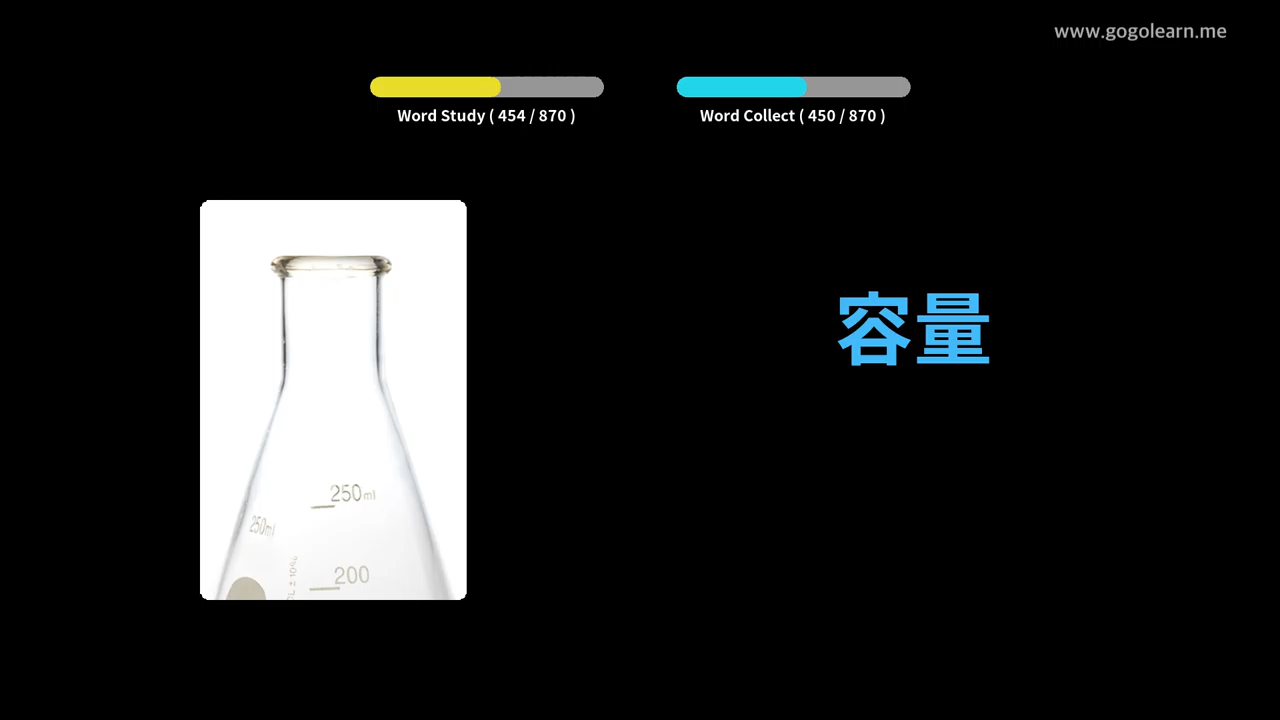 www.gogolearn.me
Word Study ( 454 / 870 )
Word Collect ( 450 / 870 )
容量
250ml
250ml
200